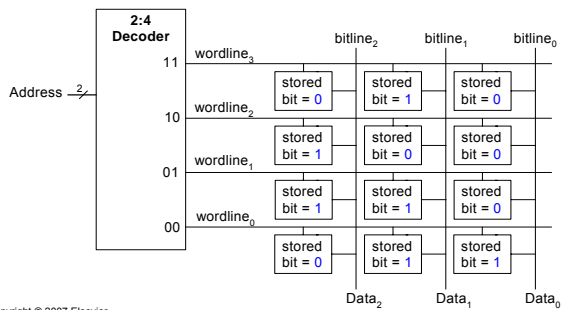 2:4
Decoder
Address
2
11
10
01
00
wordline3
wordline2
wordline1
wordline0
bitline2 bitline1 bitline0
stored bit = 0 stored bit = 1 stored bit = 0
stored bit = 1 stored bit = 0 stored bit = 0
stored bit = 1 stored bit = 1 stored bit = 0
stored bit = 0 stored bit = 1 stored bit = 1
Data2 Data1 Data0